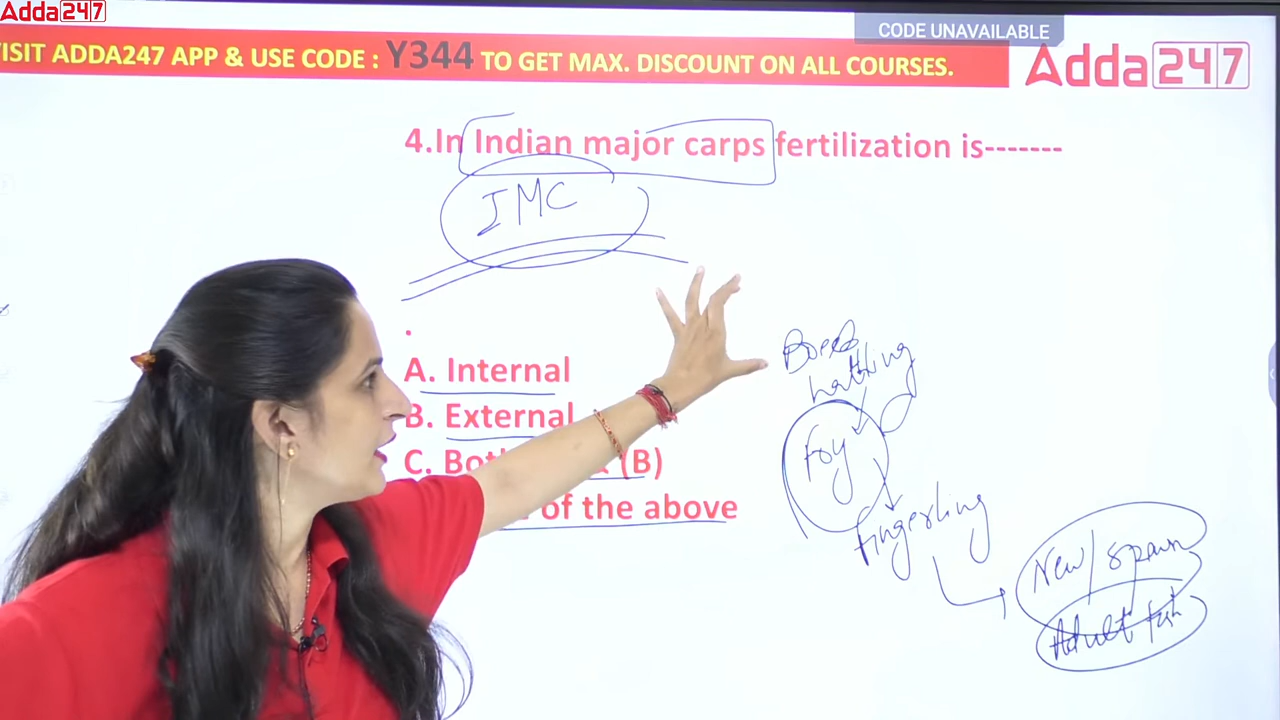 Adda247
CODE UNAVAILABLE
VISIT ADDA247 APP & USE CODE : Y344 TO GET MAX. DISCOUNT ON ALL COURSES.
Adda247
4.In Indian major carps fertilization is-------
IMC
.
A. Internal
B. External
C. Both & (B)
of the above
hatching
Fry
Fingerling
New/spawn
Adult fish